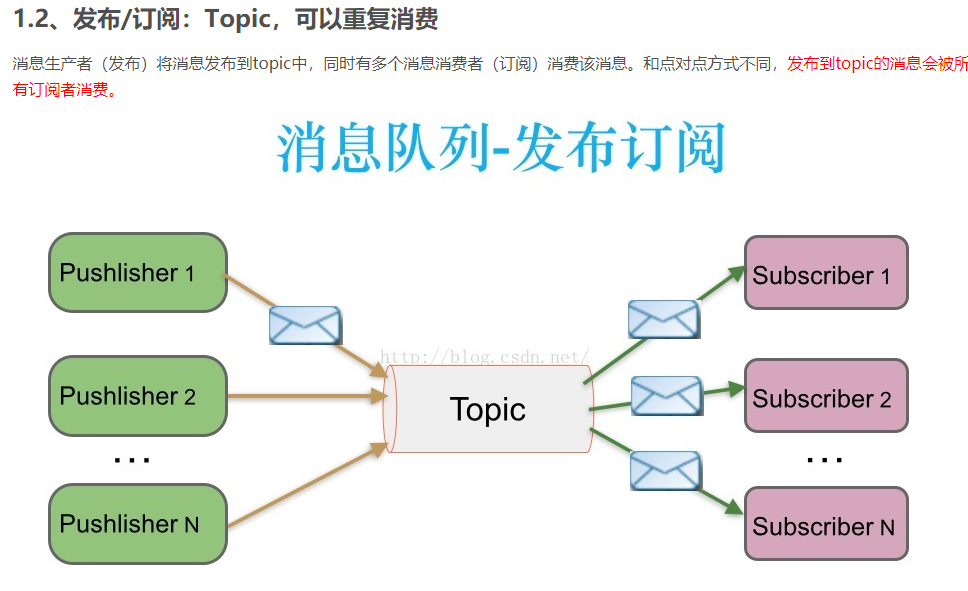 1.2、发布/订阅：Topic，可以重复消费
消息生产者（发布）将消息发布到topic中，同时有多个消息消费者（订阅）消费该消息。和点对点方式不同，发布到topic的消息会被所
有订阅者消费。
消息队列-发布订阅
Pushlisher 1
Subscriber 1
http://blog.csdn.net/
Pushlisher 2
Topic
Subscriber 2
...
...
Pushlisher N
Subscriber N